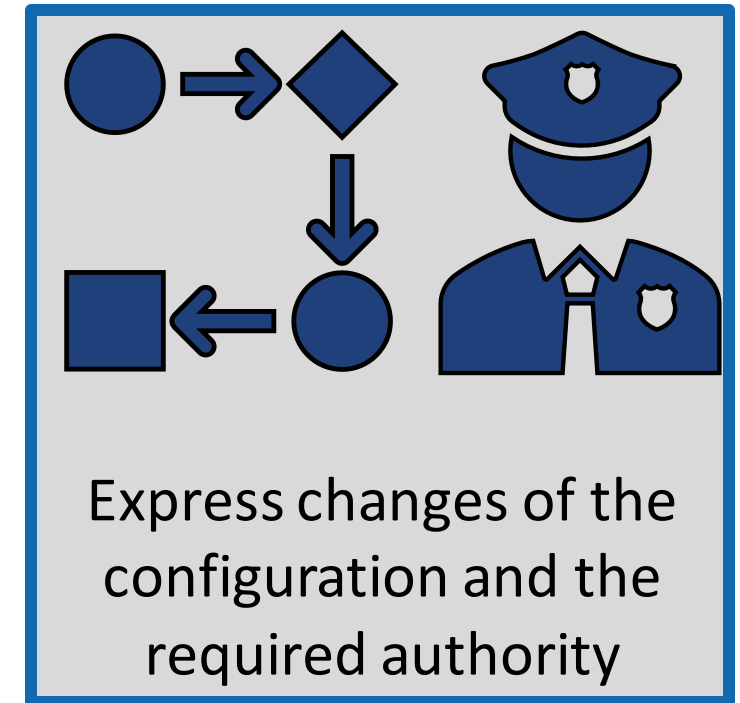 Express changes of the
configuration and the
required authority